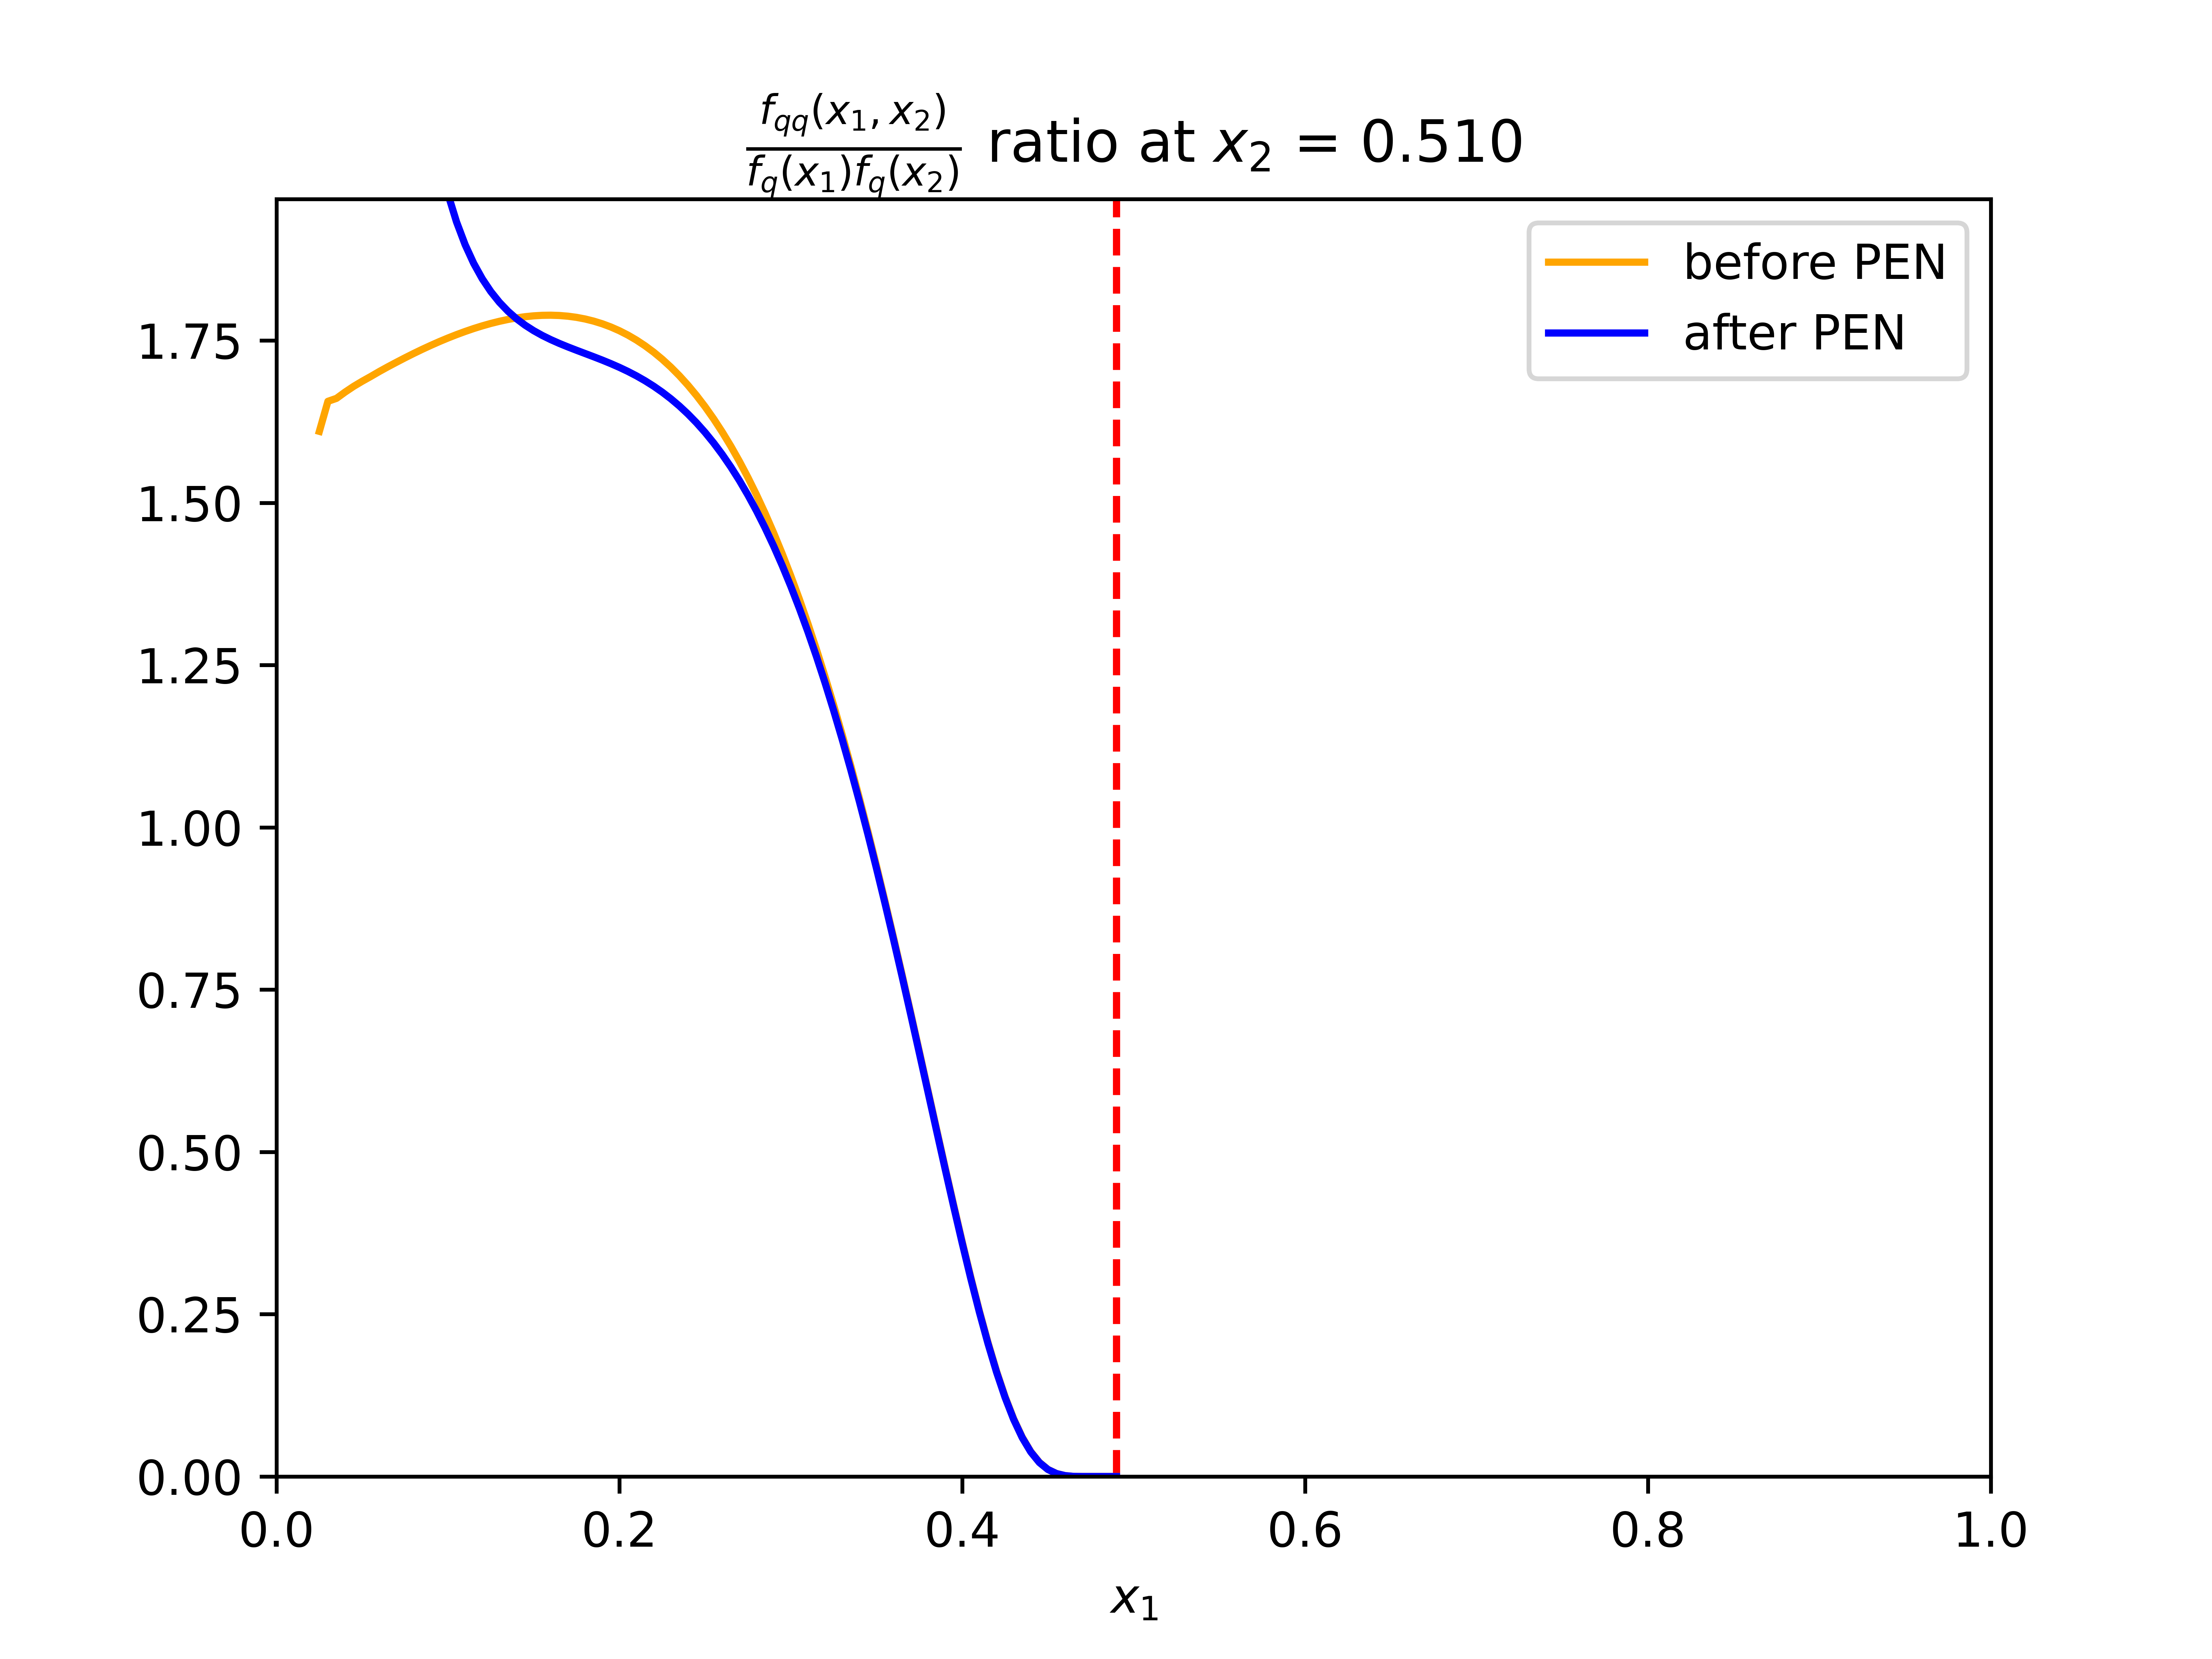 f_qq(x_1, x_2)
f_q(x_1)f_q(x_2)
ratio at x_2 = 0.510
before PEN
after PEN
1.75
1.50
1.25
1.00
0.75
0.50
0.25
0.00
0.0 0.2 0.4 0.6 0.8 1.0
x_1